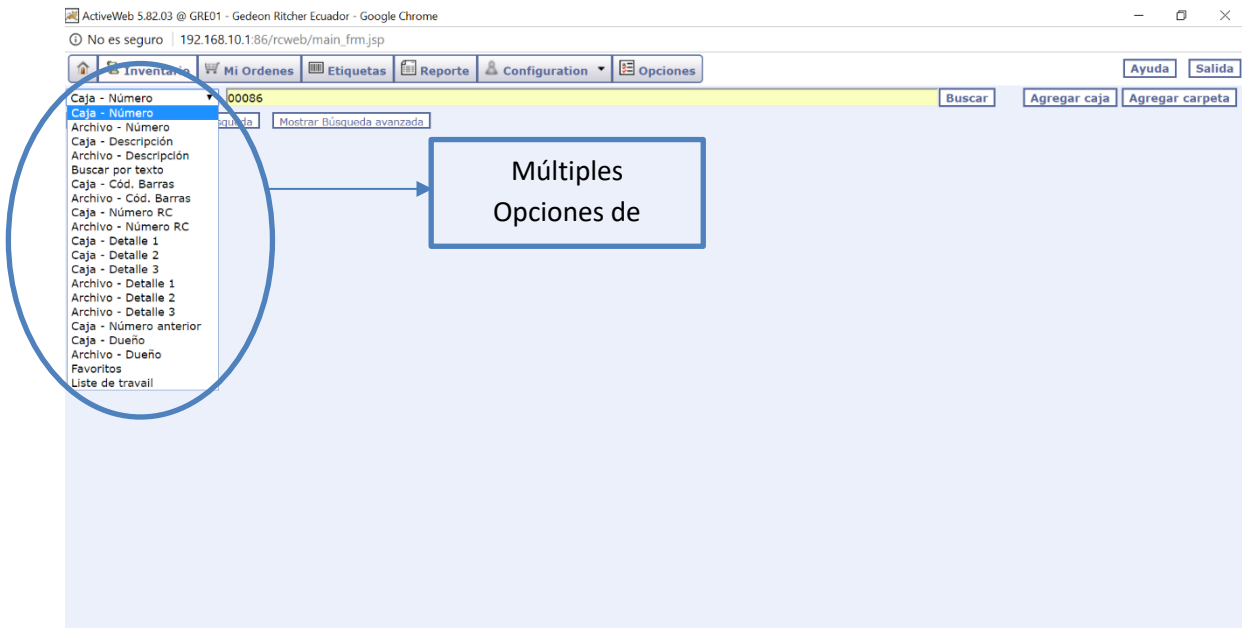 ActiveWeb 5.82.03 @ GRE01 - Gedeon Ritcher Ecuador - Google Chrome
No es seguro 192.168.10.1:86/rcweb/main_frm.jsp
Inventario Mi Ordenes Etiquetas Reporte Configuration Opciones Ayuda Salida
Caja - Número 00086 Buscar Agregar caja Agregar carpeta
Mostrar Búsqueda avanzada
Caja - Número
Archivo - Número
Caja - Descripción
Archivo - Descripción
Buscar por texto
Caja - Cód. Barras
Archivo - Cód. Barras
Caja - Número RC
Archivo - Número RC
Caja - Detalle 1
Caja - Detalle 2
Caja - Detalle 3
Archivo - Detalle 1
Archivo - Detalle 2
Archivo - Detalle 3
Caja - Número anterior
Caja - Dueño
Archivo - Dueño
Favoritos
Liste de travail
Múltiples
Opciones de